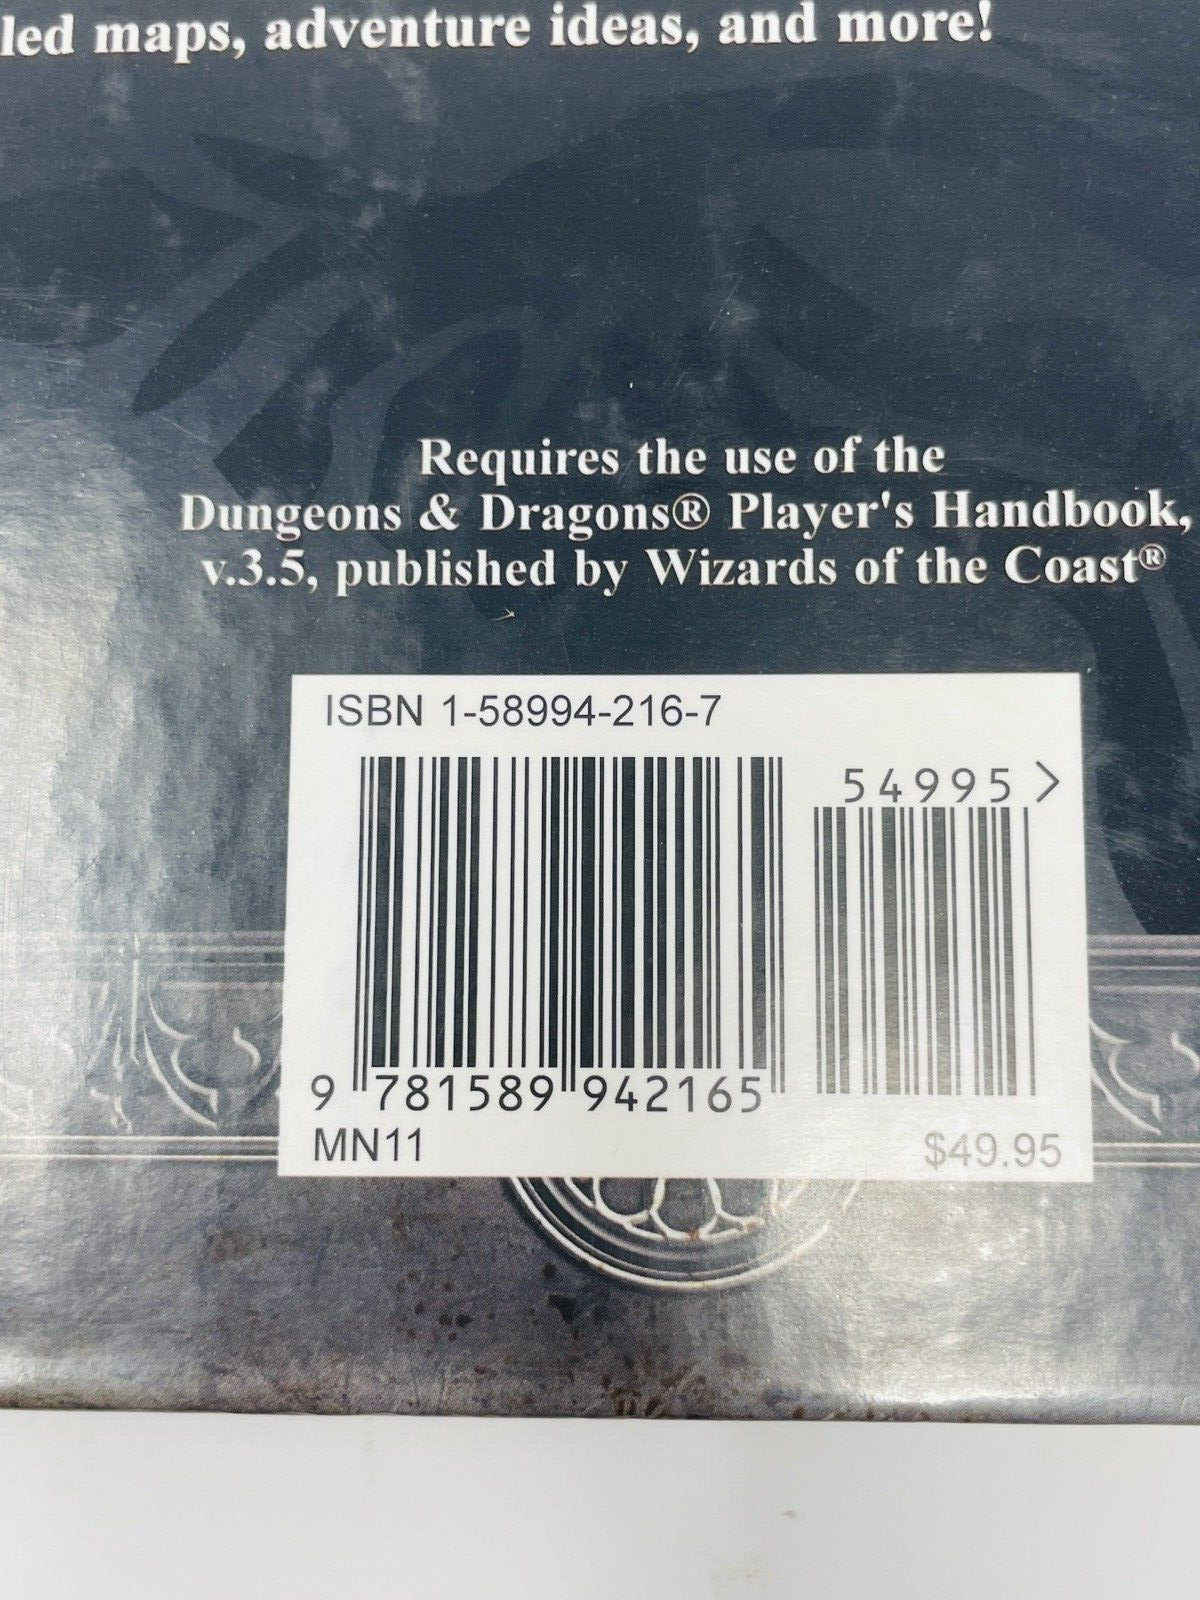 led maps, adventure ideas, and more!
Requires the use of the
Dungeons & Dragons® Player's Handbook,
v.3.5, published by Wizards of the Coast®
ISBN 1-58994-216-7
54995 >
9 781589 942165
MN11
$49.95